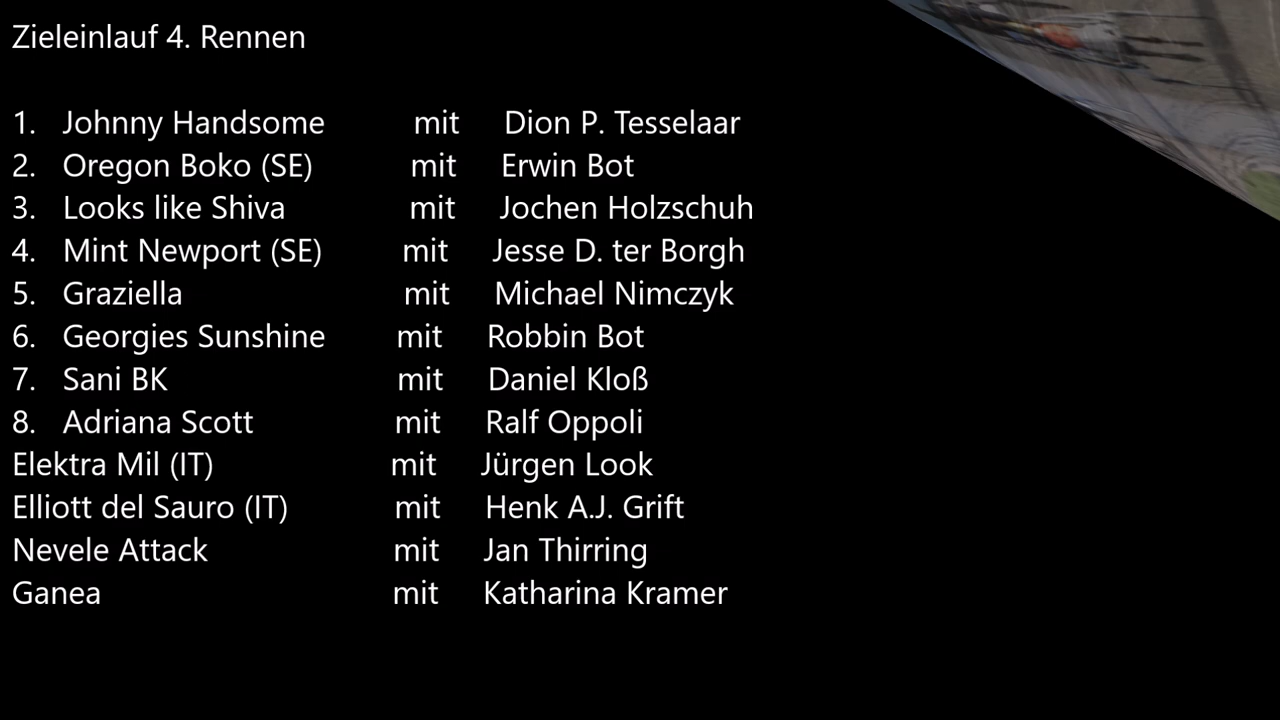 Zieleinlauf 4. Rennen
1. Johnny Handsome mit Dion P. Tesselaar
2. Oregon Boko (SE) mit Erwin Bot
3. Looks like Shiva mit Jochen Holzschuh
4. Mint Newport (SE) mit Jesse D. ter Borgh
5. Graziella mit Michael Nimczyk
6. Georgies Sunshine mit Robbin Bot
7. Sani BK mit Daniel Kloß
8. Adriana Scott mit Ralf Oppoli
Elektra Mil (IT) mit Jürgen Look
Elliott del Sauro (IT) mit Henk A.J. Grift
Nevele Attack mit Jan Thirring
Ganea mit Katharina Kramer